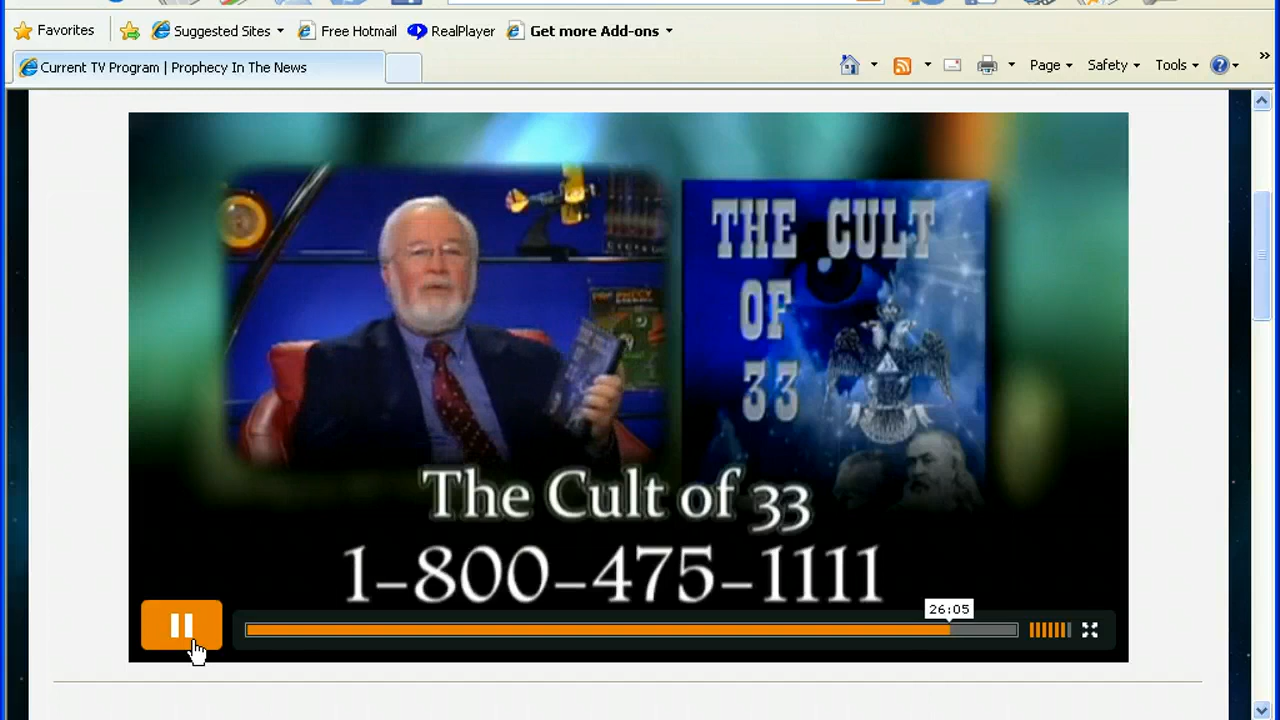 Favorites
Suggested Sites
Free Hotmail
RealPlayer
Get more Add-ons
Current TV Program | Prophecy In The News
Page
Safety
Tools
THE CULT
OF
33
The Cult of 33
1-800-475-1111
26:05